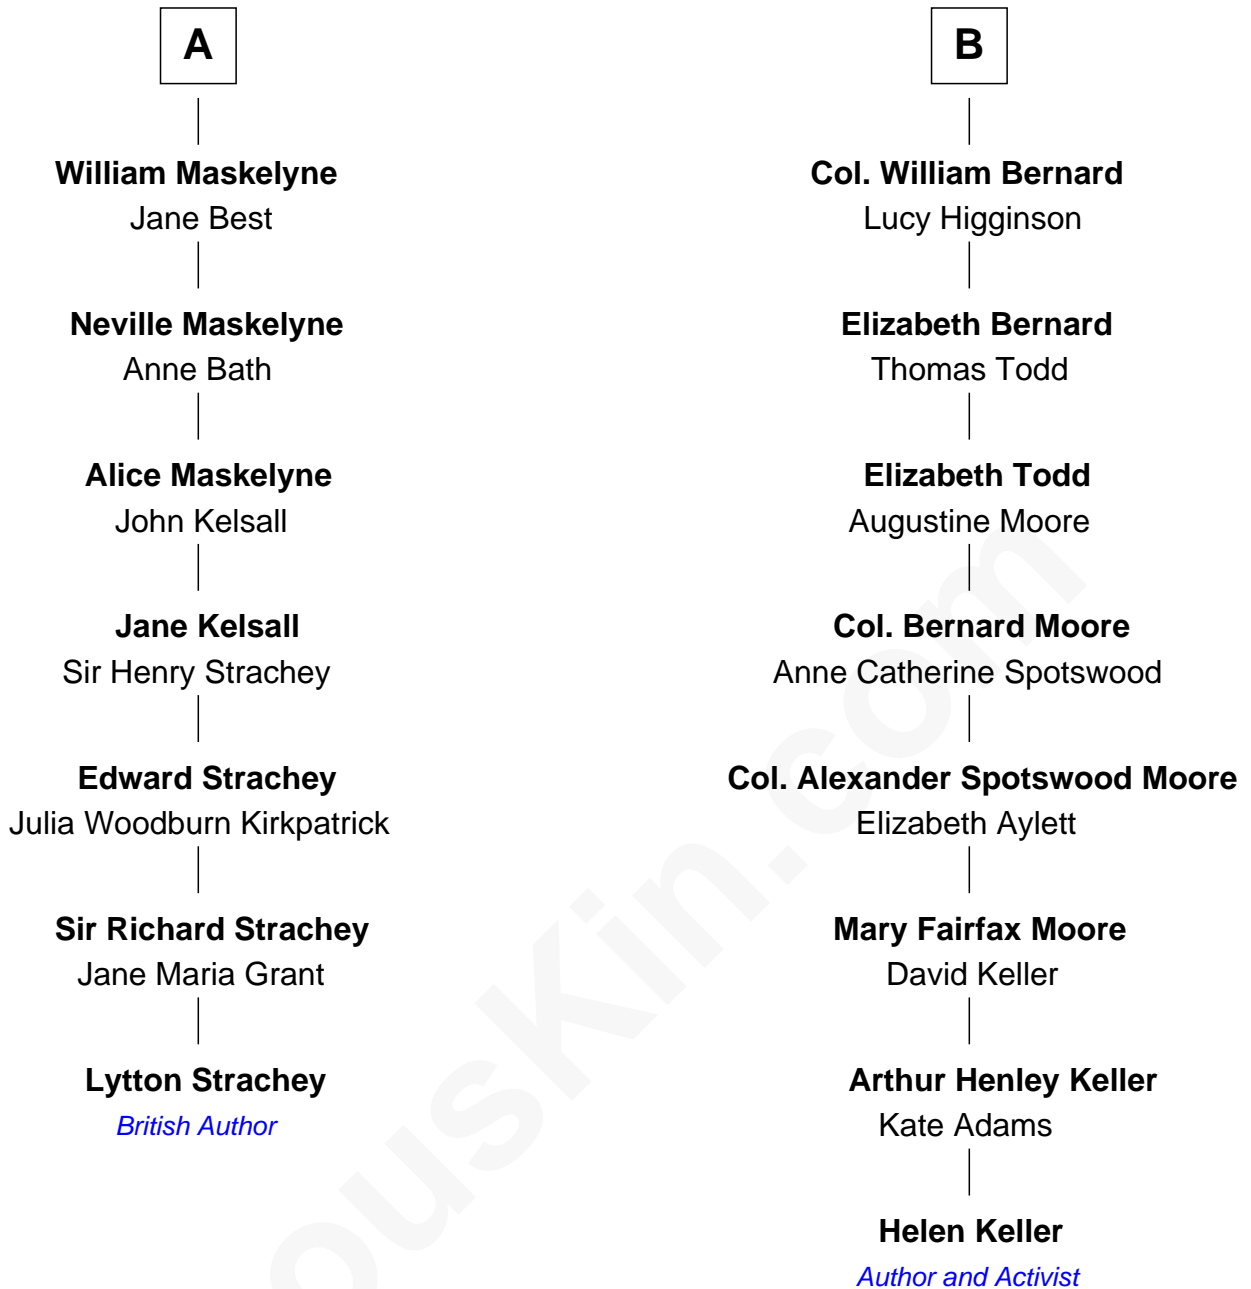 A
William Maskelyne
Jane Best
Neville Maskelyne
Anne Bath
Alice Maskelyne
John Kelsall
Jane Kelsall
Sir Henry Strachey
Edward Strachey
Julia Woodburn Kirkpatrick
Sir Richard Strachey
Jane Maria Grant
Lytton Strachey
British Author
B
Col. William Bernard
Lucy Higginson
Elizabeth Bernard
Thomas Todd
Elizabeth Todd
Augustine Moore
Col. Bernard Moore
Anne Catherine Spotswood
Col. Alexander Spotswood Moore
Elizabeth Aylett
Mary Fairfax Moore
David Keller
Arthur Henley Keller
Kate Adams
Helen Keller
Author and Activist
ousKin.com